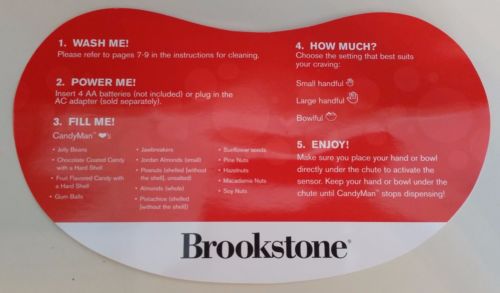 1. WASH ME!
Please refer to pages 7-9 in the instructions for cleaning.
2. POWER ME!
Insert 4 AA batteries (not included) or plug in the
AC adapter (sold separately).
3. FILL ME!
CandyMan™ ♥'s
• Jelly Beans
• Chocolate Coated Candy
with a Hard Shell
• Fruit Flavored Candy with
a Hard Shell
• Gum Balls
• Jawbreakers
• Jordan Almonds (small)
• Peanuts (shelled [without
the shell], unsalted)
• Almonds (whole)
• Pistachios (shelled
[without the shell])
• Sunflower seeds
• Pine Nuts
• Hazelnuts
• Macadamia Nuts
• Soy Nuts
4. HOW MUCH?
Choose the setting that best suits
your craving:
Small handful
Large handful
Bowlful
5. ENJOY!
Make sure you place your hand or bowl
directly under the chute to activate the
sensor. Keep your hand or bowl under the
chute until CandyMan™ stops dispensing!
Brookstone®